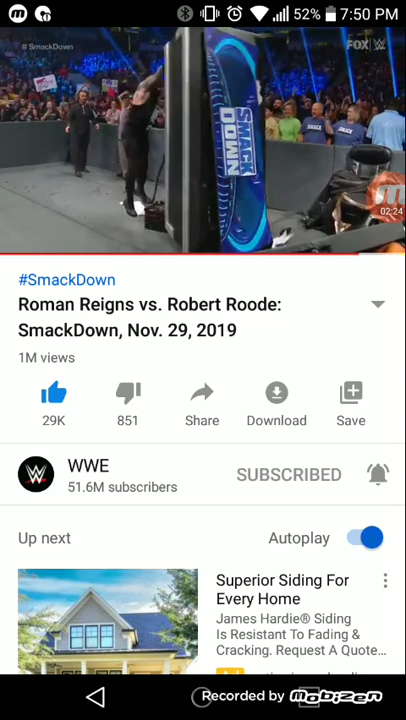 52% 7:50 PM
# SmackDown
FOX
SMACK
DOWN
SMACK
02:24
#SmackDown
Roman Reigns vs. Robert Roode:
SmackDown, Nov. 29, 2019
1M views
29K 851 Share Download Save
WWE
51.6M subscribers
SUBSCRIBED
Up next Autoplay
Superior Siding For
Every Home
James Hardie® Siding
Is Resistant To Fading &
Cracking. Request A Quote...
Ad
Recorded by Mobizen